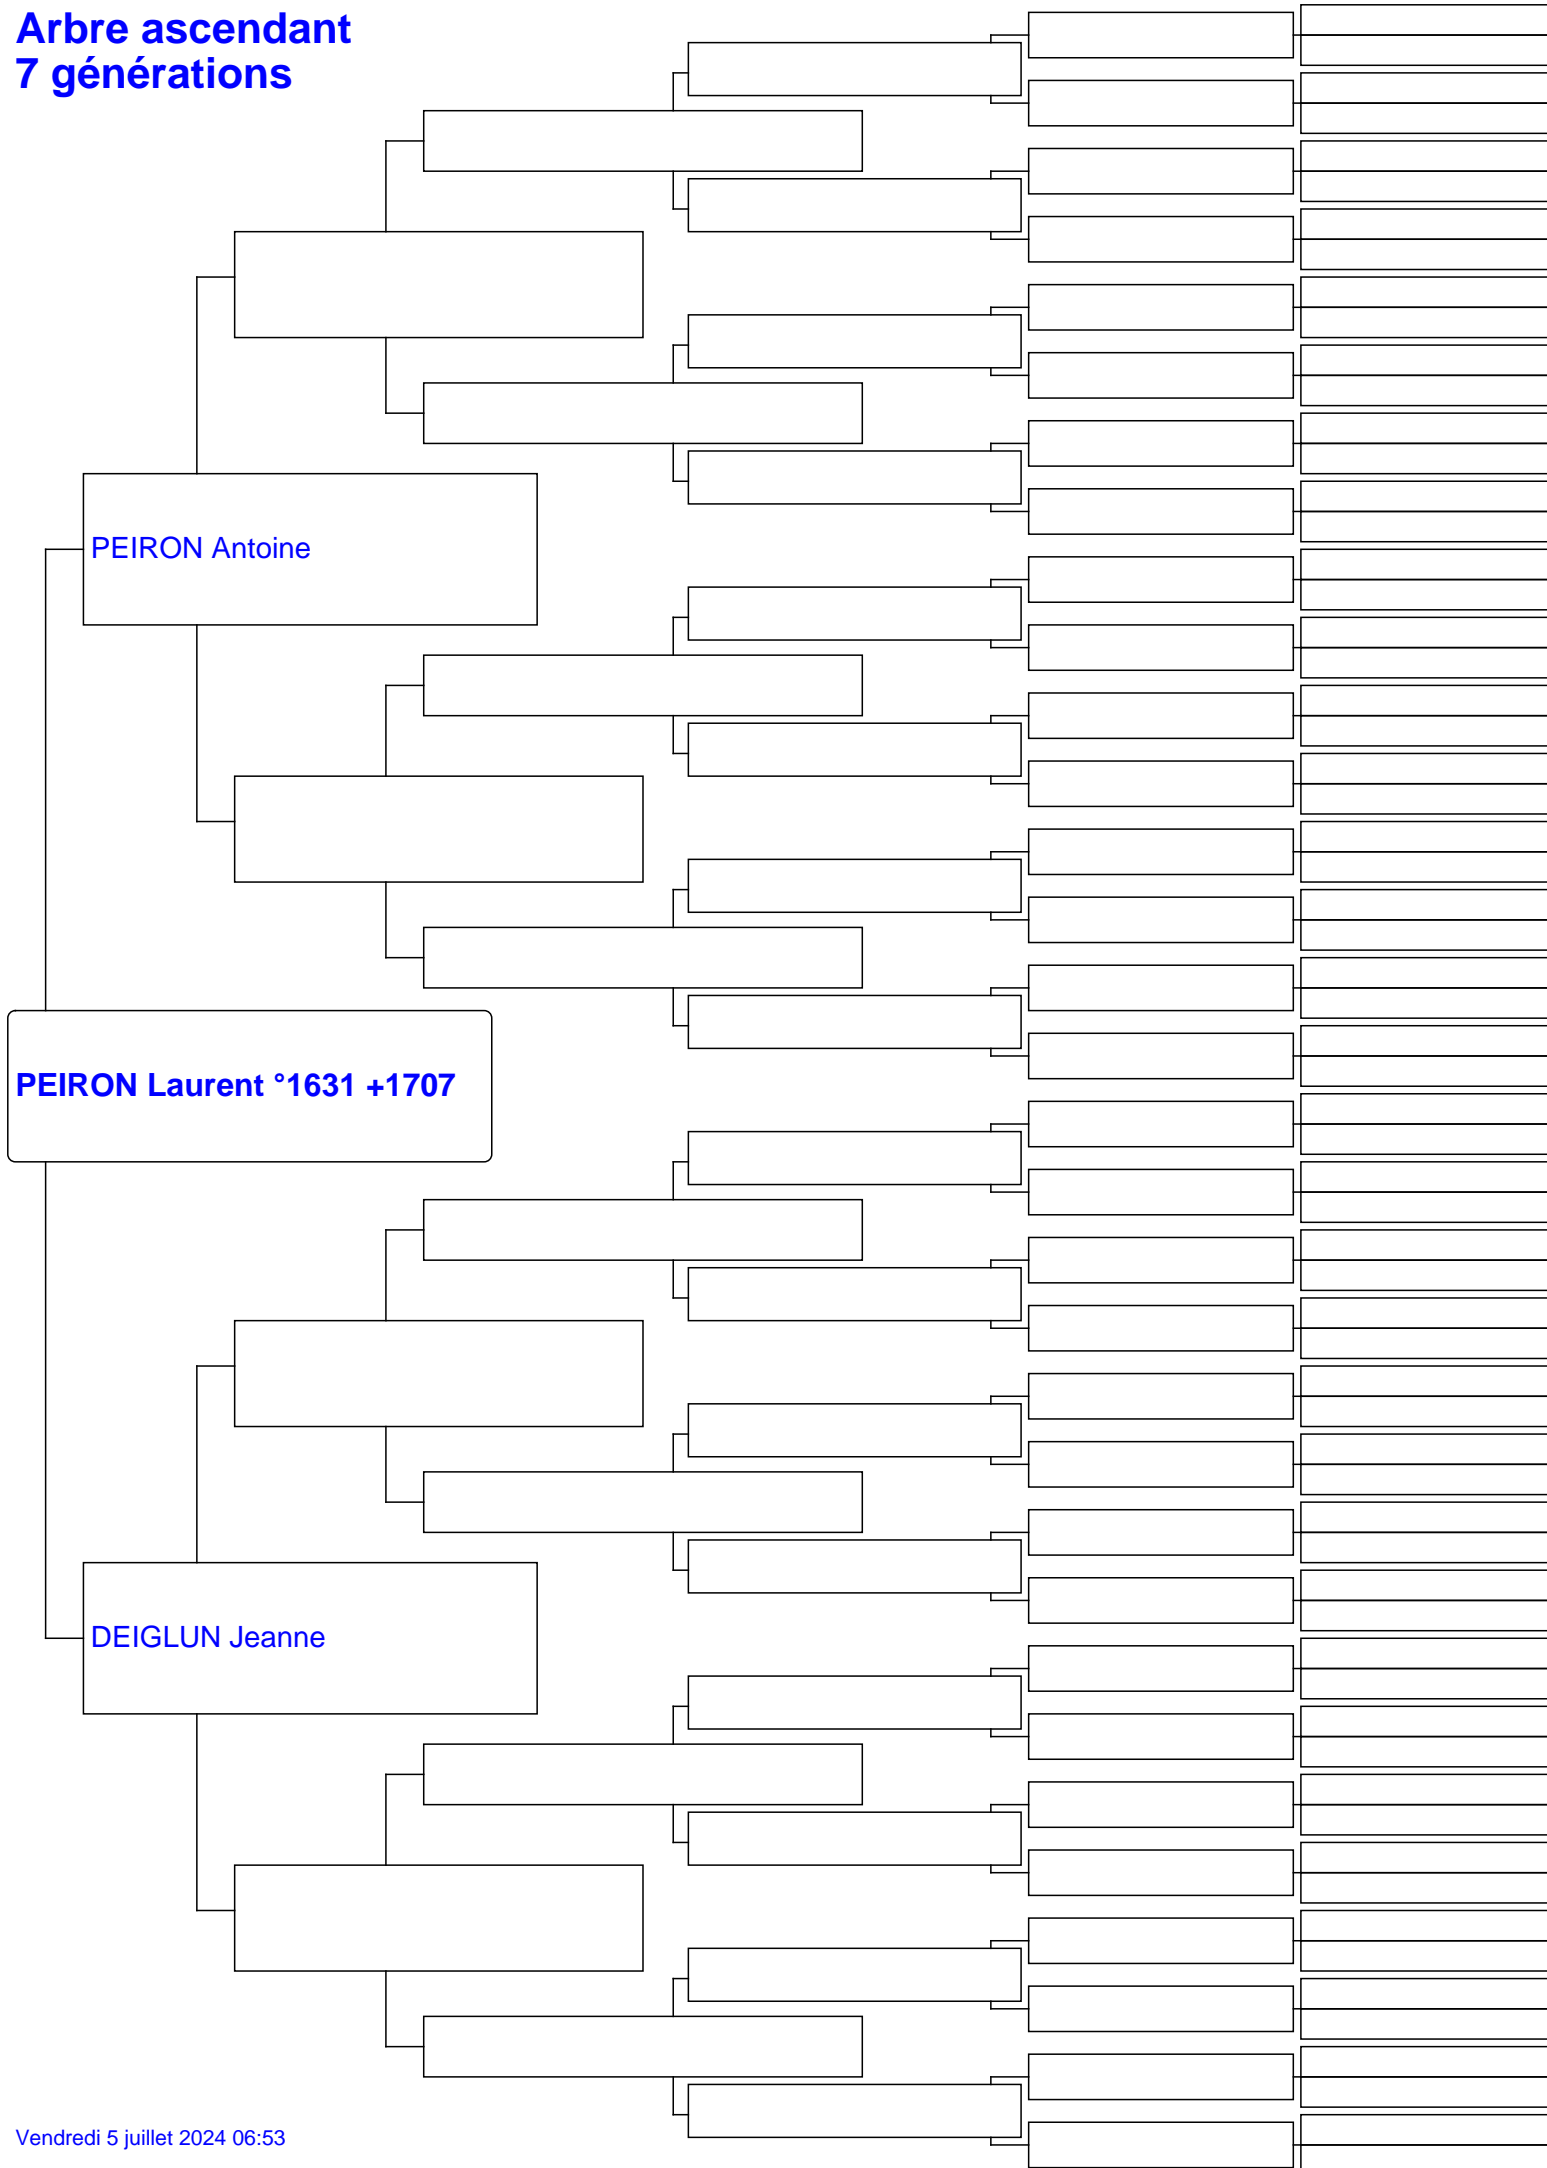 Arbre ascendant
7 générations
PEIRON Antoine
PEIRON Laurent °1631 +1707
DEIGLUN Jeanne
Vendredi 5 juillet 2024 06:53